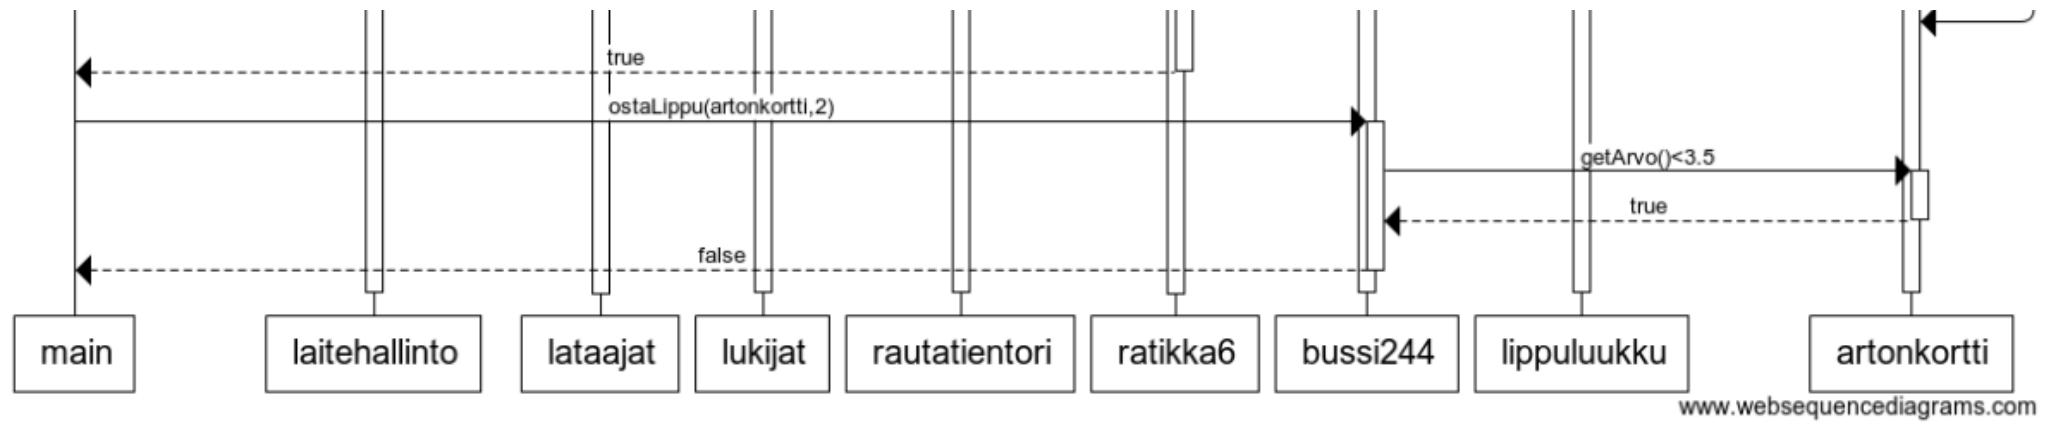 true
ostaLippu(artonkortti,2)
getArvo()<3.5
true
false
main
laitehallinto
lataajat
lukijat
rautatientori
ratikka6
bussi244
lippuluukku
artonkortti
www.websequencediagrams.com